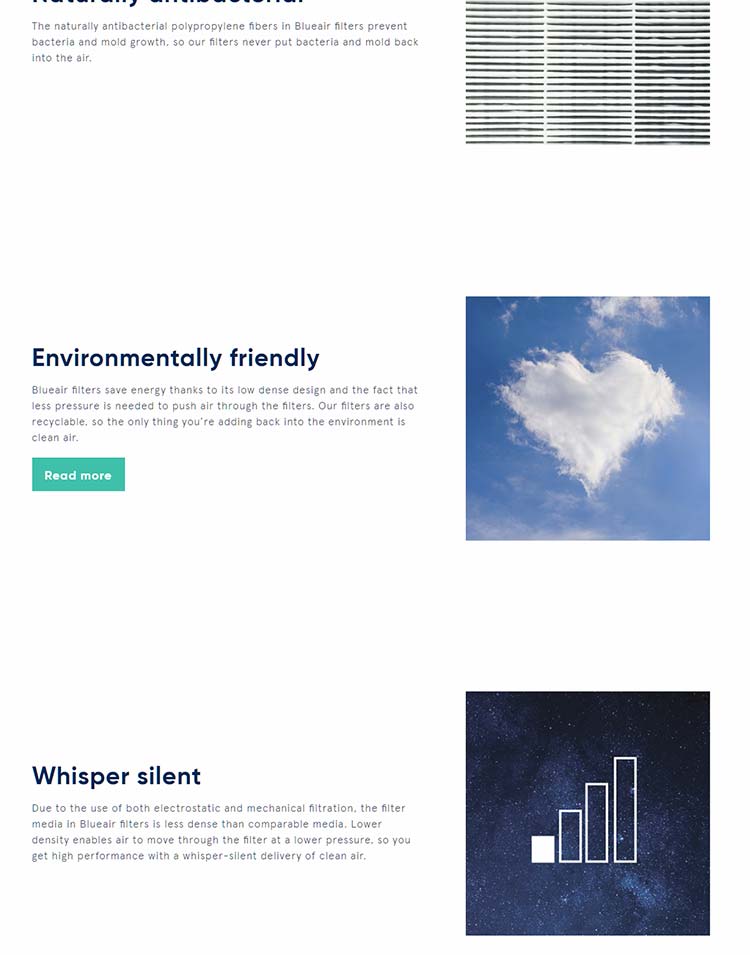 Naturally antibacterial
The naturally antibacterial polypropylene fibers in Blueair filters prevent
bacteria and mold growth, so our filters never put bacteria and mold back
into the air.
Environmentally friendly
Blueair filters save energy thanks to its low dense design and the fact that
less pressure is needed to push air through the filters. Our filters are also
recyclable, so the only thing you're adding back into the environment is
clean air.
Read more
Whisper silent
Due to the use of both electrostatic and mechanical filtration, the filter
media in Blueair filters is less dense than comparable media. Lower
density enables air to move through the filter at a lower pressure, so you
get high performance with a whisper-silent delivery of clean air.